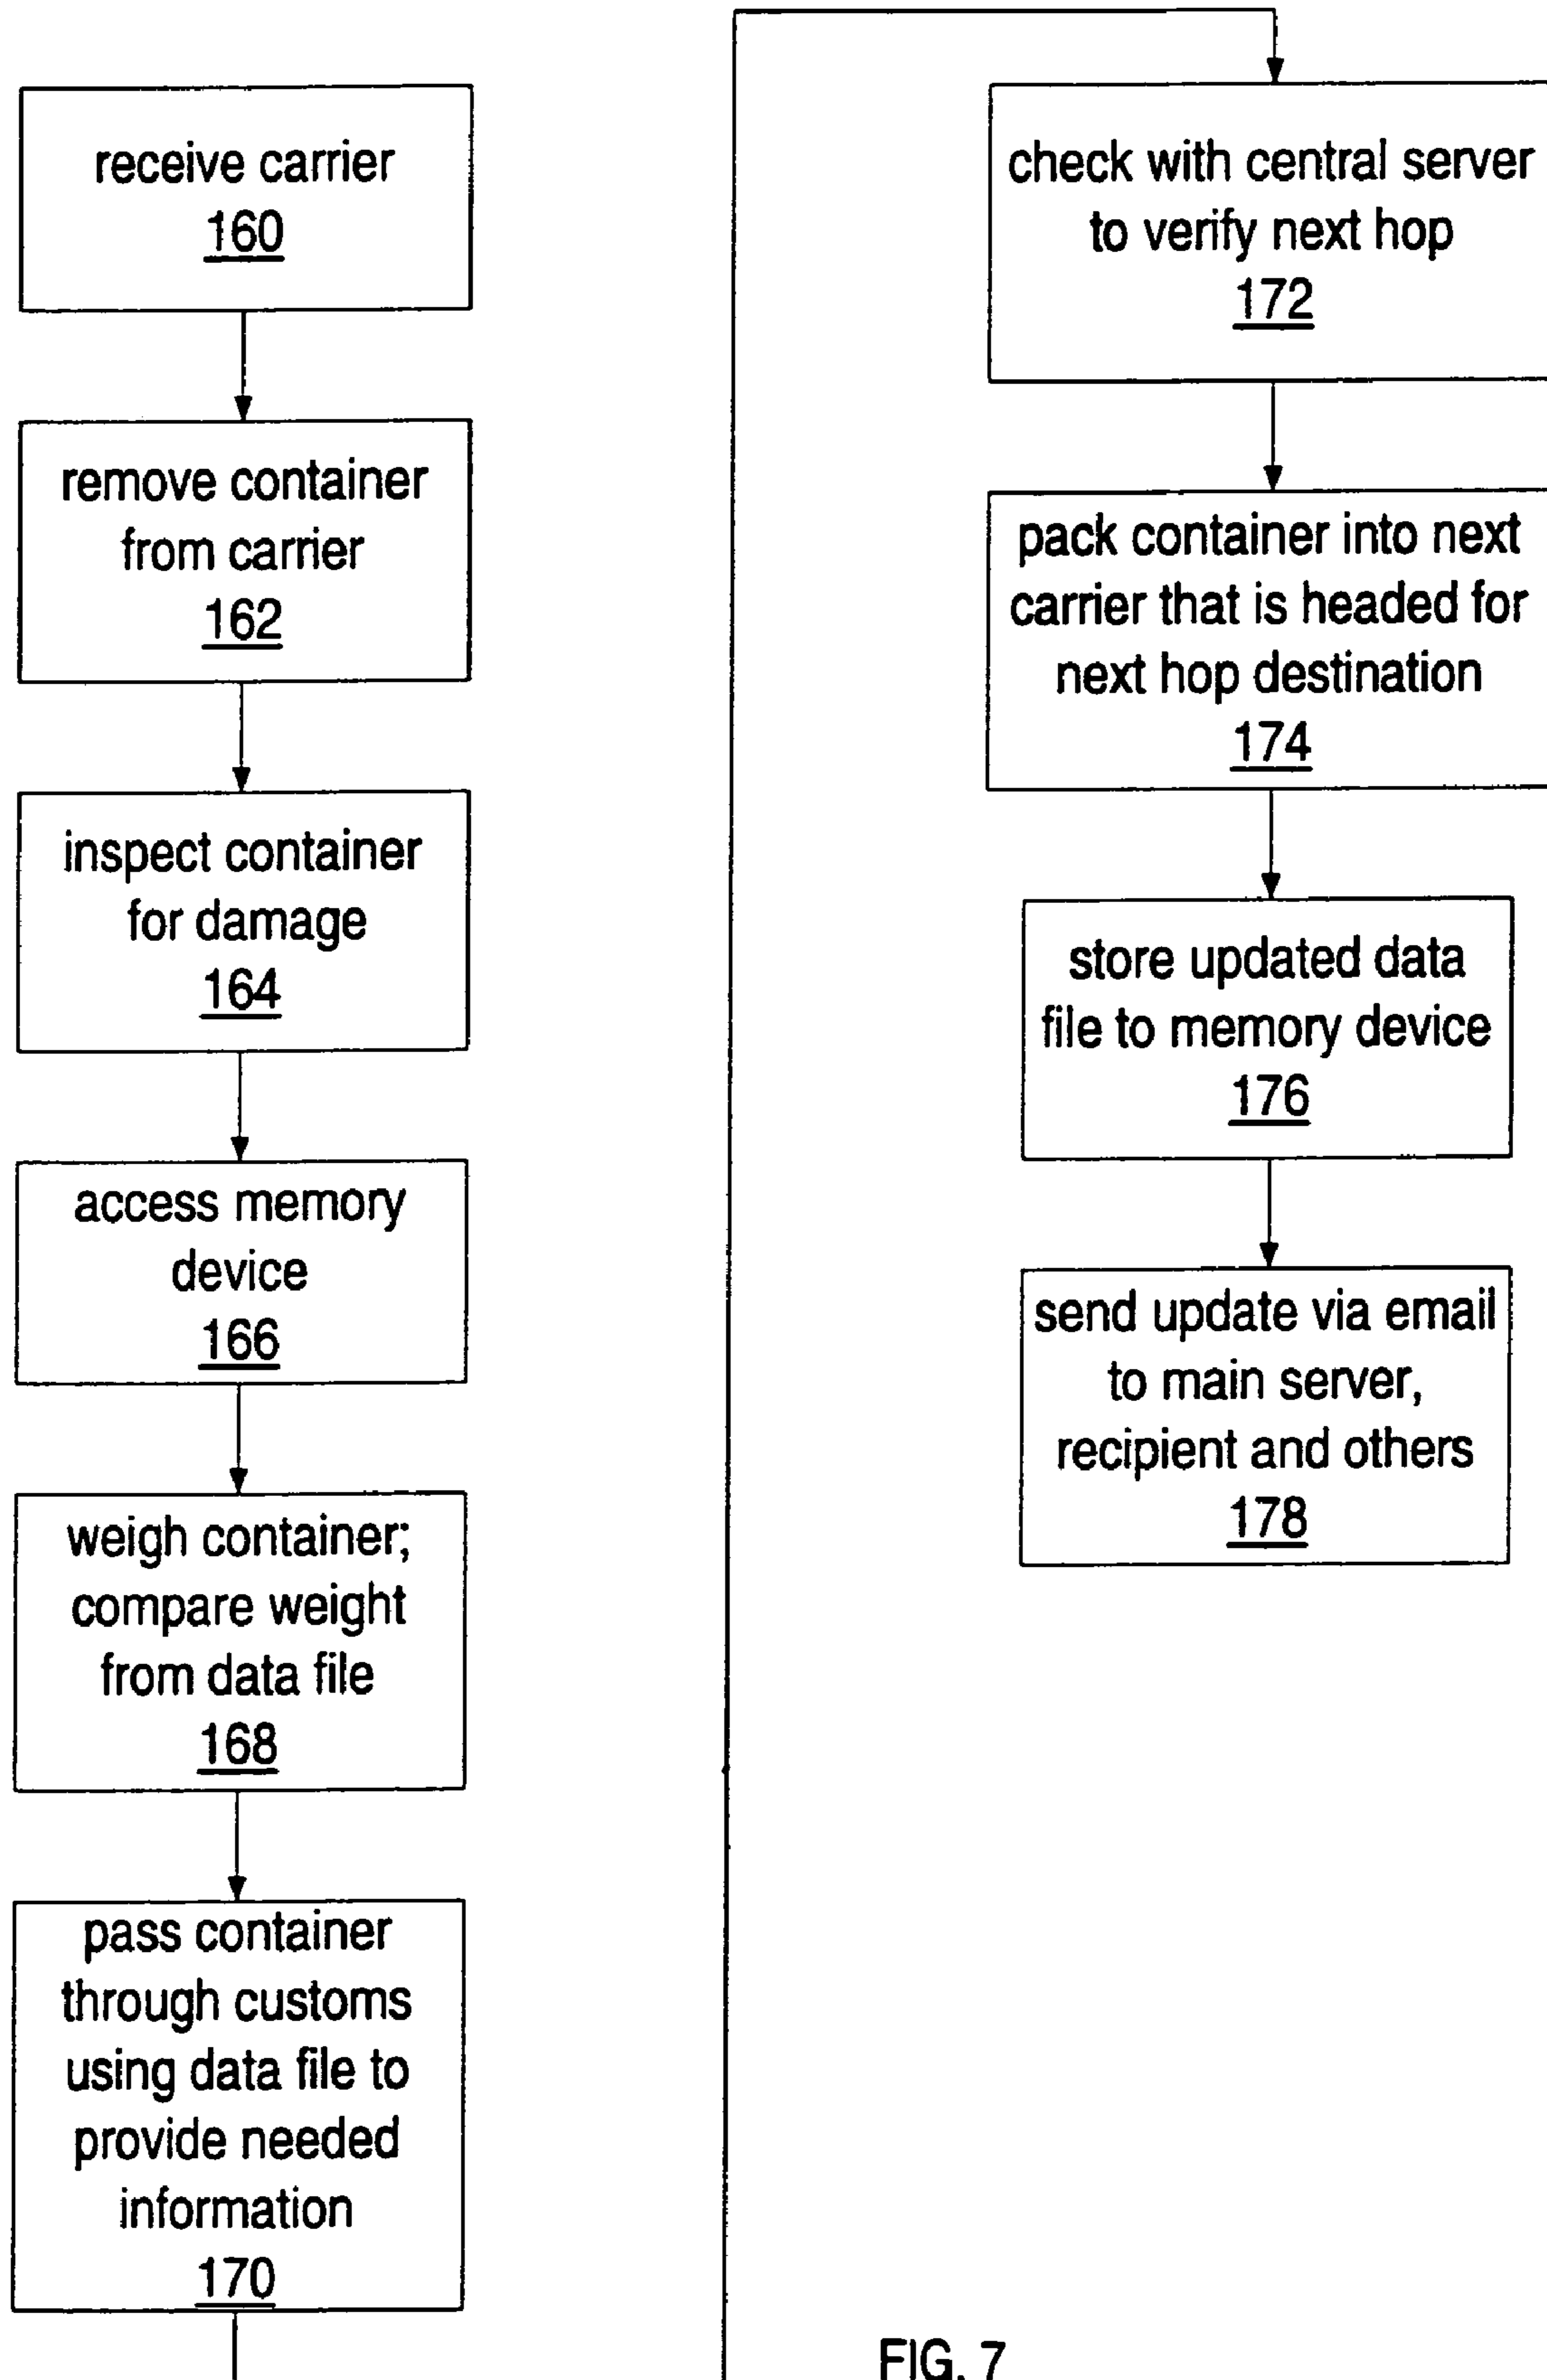 receive carrier
160
remove container
from carrier
162
inspect container
for damage
164
access memory
device
166
weigh container;
compare weight
from data file
168
pass container
through customs
using data file to
provide needed
information
170
check with central server
to verify next hop
172
pack container into next
carrier that is headed for
next hop destination
174
store updated data
file to memory device
176
send update via email
to main server,
recipient and others
178
FIG. 7